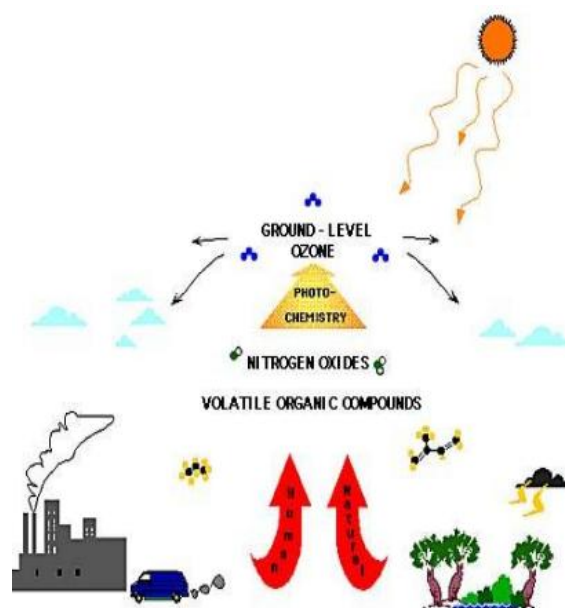 GROUND-LEVEL
OZONE
PHOTO-
CHEMISTRY
NITROGEN OXIDES
VOLATILE ORGANIC COMPOUNDS
Human
Natural